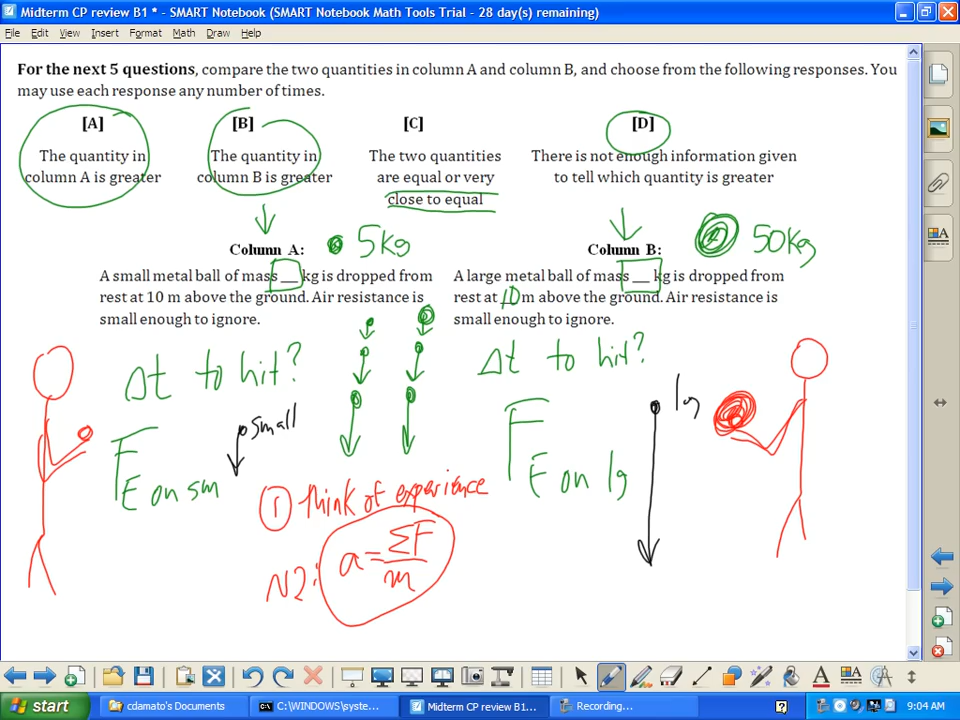 Midterm CP review B1 * - SMART Notebook (SMART Notebook Math Tools Trial - 28 day(s) remaining)
File Edit View Insert Format Math Draw Help
For the next 5 questions, compare the two quantities in column A and column B, and choose from the following responses. You
may use each response any number of times.
[A] [B] [C] [D]
The quantity in The quantity in The two quantities There is not enough information given
column A is greater column B is greater are equal or very to tell which quantity is greater
close to equal
Column A: 5kg Column B: 50kg
A small metal ball of mass __ kg is dropped from
rest at 10 m above the ground. Air resistance is
small enough to ignore.
A large metal ball of mass __ kg is dropped from
rest at 10 m above the ground. Air resistance is
small enough to ignore.
Δt to hit? Δt to hit?
small lg
F E on sm F E on lg
① Think of experience
N2: a = ΣF/m
start cdamato's Documents C:\WINDOWS\syste... Midterm CP review B1... Recording... 9:04 AM